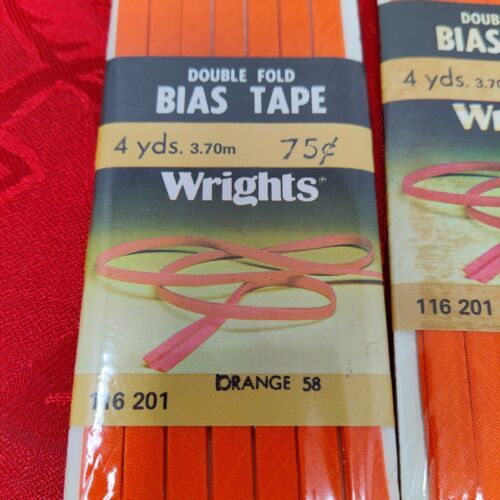 DOUBLE FOLD
BIAS TAPE
4 yds. 3.70m 75¢
Wrights®
ORANGE 58
116 201
DOUB
BIAS
4 yds. 3.70
W
116 201